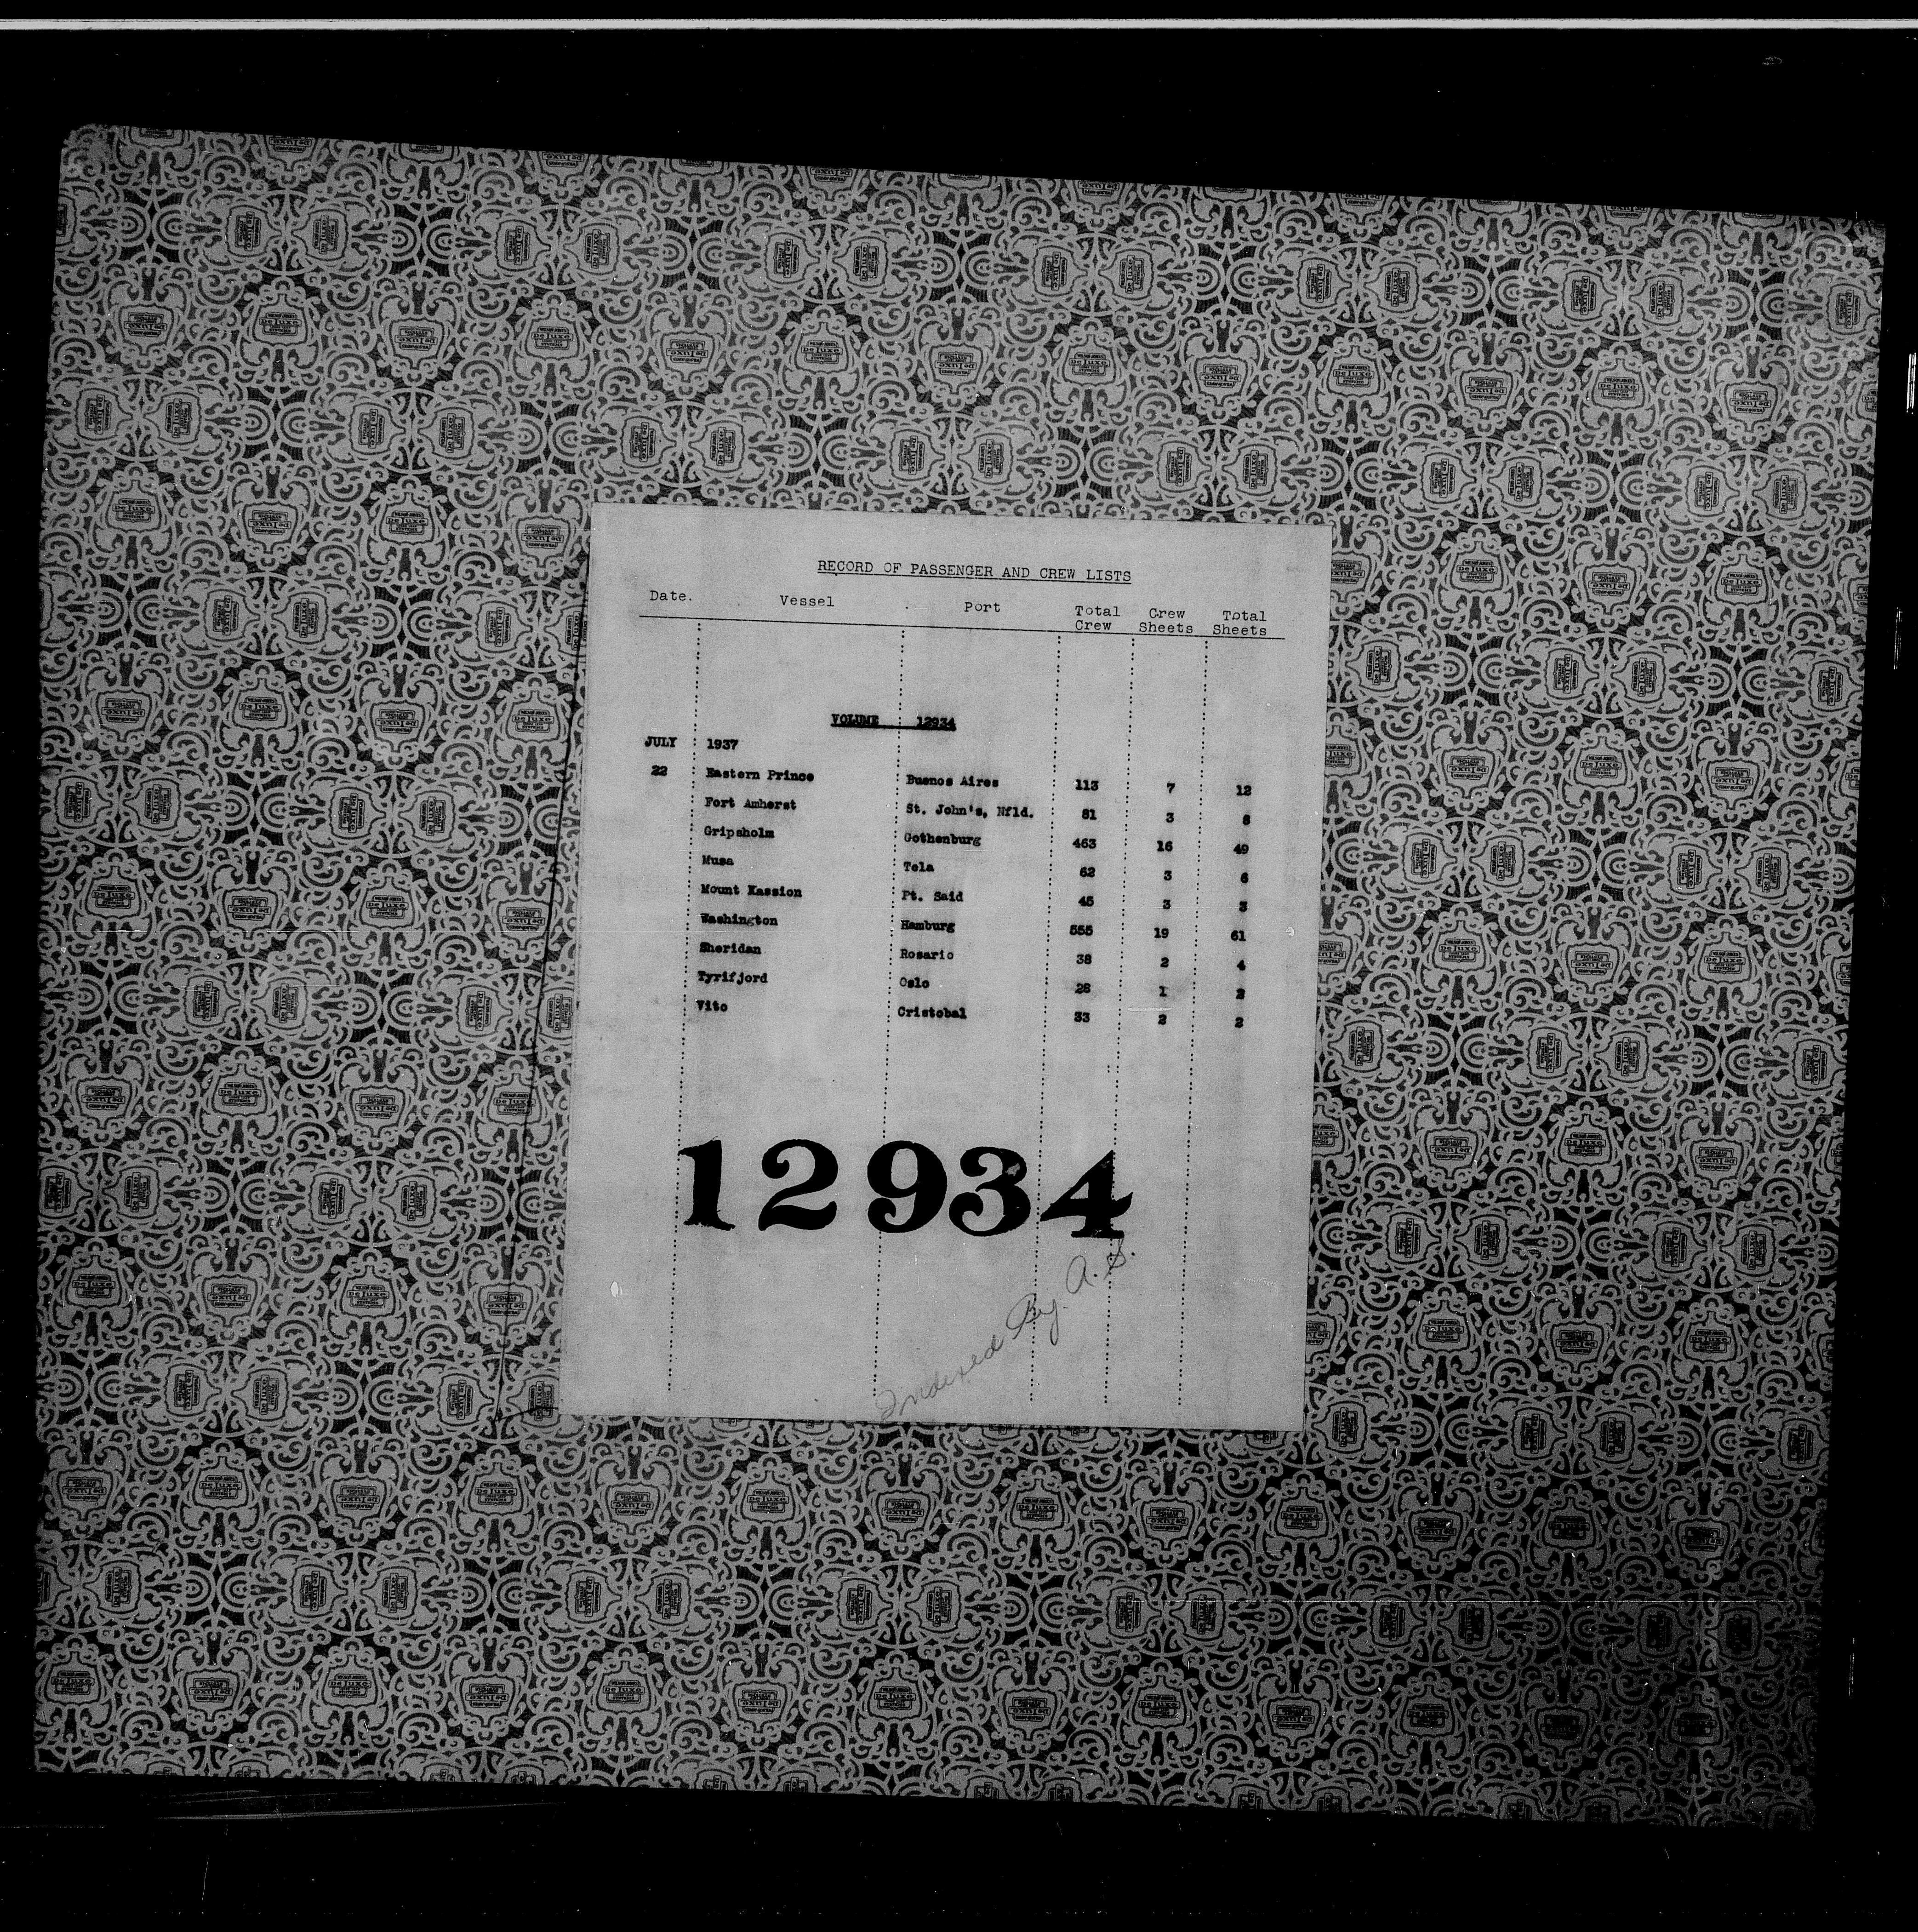 RECORD OF PASSENGER AND CREW LISTS
Date. Vessel Port Total Crew Crew Sheets Total Sheets
VOLUME 12934
JULY 1937
22 Eastern Prince Buenos Aires 113 7 12
Fort Amherst St. John's, Nfld. 81 3 8
Gripsholm Gothenburg 463 16 49
Musa Tela 62 3 6
Mount Kassion Pt. Said 45 3 3
Washington Hamburg 555 19 61
Sheridan Rosario 38 2 4
Tyrifjord Oslo 28 1 2
Vito Cristobal 33 2 2
12934
Indexed By. A. S.
De luxe